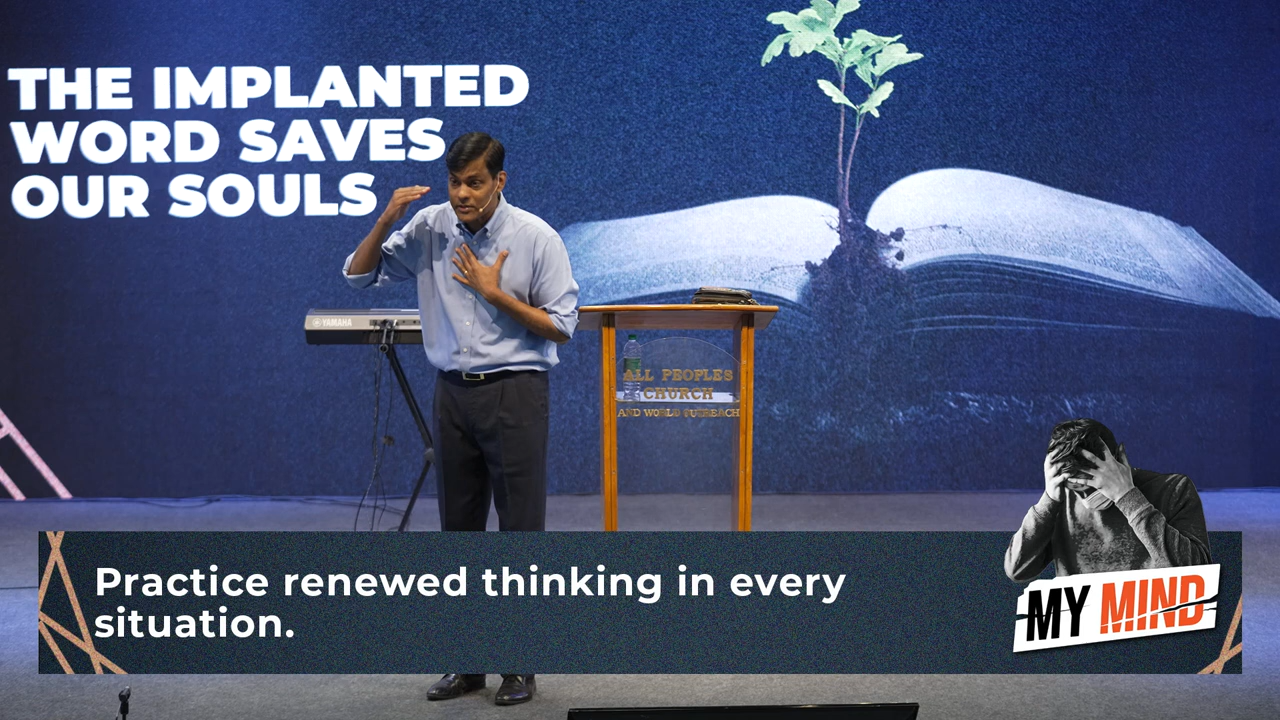 THE IMPLANTED
WORD SAVES
OUR SOULS
YAMAHA
ALL PEOPLES
CHURCH
AND WORLD OUTREACH
Practice renewed thinking in every
situation.
MY MIND